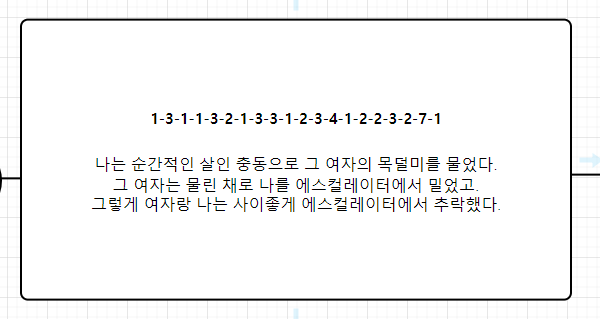 1-3-1-1-3-2-1-3-3-1-2-3-4-1-2-2-3-2-7-1
나는 순간적인 살인 충동으로 그 여자의 목덜미를 물었다.
그 여자는 물린 채로 나를 에스컬레이터에서 밀었고.
그렇게 여자랑 나는 사이좋게 에스컬레이터에서 추락했다.